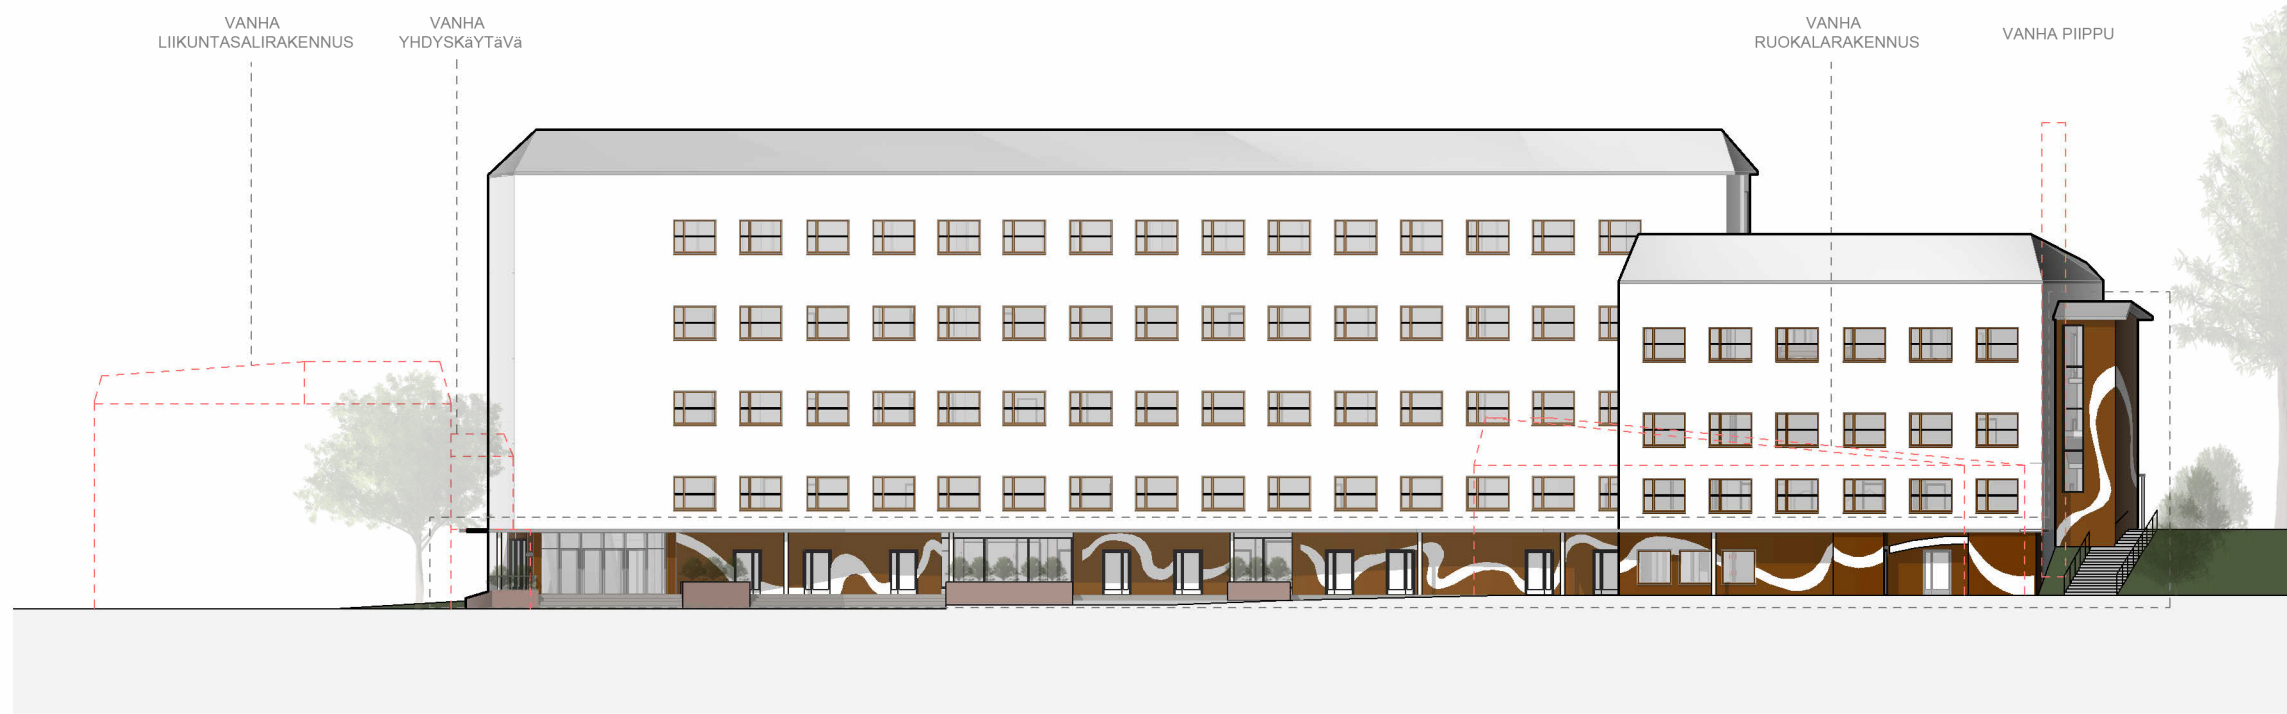 VANHA
LIIKUNTASALIRAKENNUS
VANHA
YHDYSKäYTäVä
VANHA
RUOKALARAKENNUS
VANHA PIIPPU